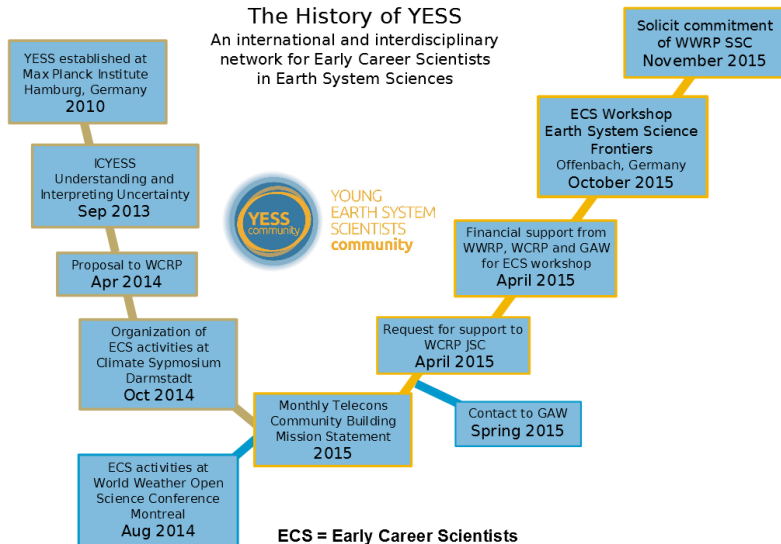 The History of YESS
An international and interdisciplinary
network for Early Career Scientists
in Earth System Sciences
YESS established at
Max Planck Institute
Hamburg, Germany
2010
ICYESS
Understanding and
Interpreting Uncertainty
Sep 2013
Proposal to WCRP
Apr 2014
Organization of
ECS activities at
Climate Sypmosium
Darmstadt
Oct 2014
ECS activities at
World Weather Open
Science Conference
Montreal
Aug 2014
Monthly Telecons
Community Building
Mission Statement
2015
Request for support to
WCRP JSC
April 2015
Contact to GAW
Spring 2015
Financial support from
WWRP, WCRP and GAW
for ECS workshop
April 2015
ECS Workshop
Earth System Science
Frontiers
Offenbach, Germany
October 2015
Solicit commitment
of WWRP SSC
November 2015
YESS
community
YOUNG
EARTH SYSTEM
SCIENTISTS
community
ECS = Early Career Scientists